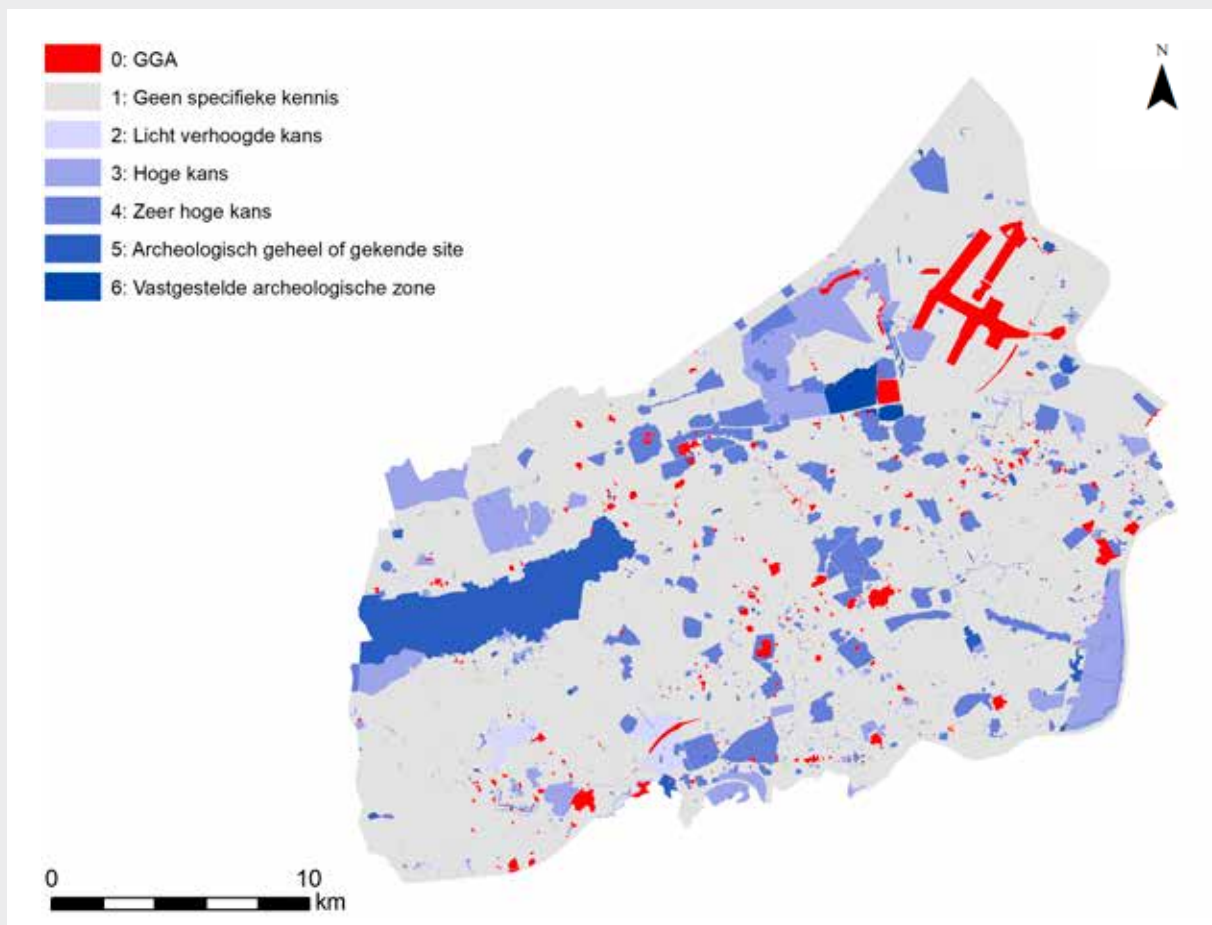 0: GGA
1: Geen specifieke kennis
2: Licht verhoogde kans
3: Hoge kans
4: Zeer hoge kans
5: Archeologisch geheel of gekende site
6: Vastgestelde archeologische zone
N
0 10
km